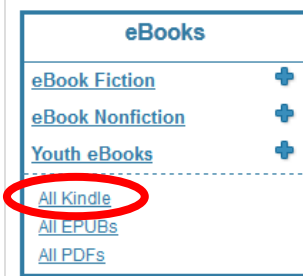 eBooks
eBook Fiction
eBook Nonfiction
Youth eBooks
All Kindle
All EPUBs
All PDFs